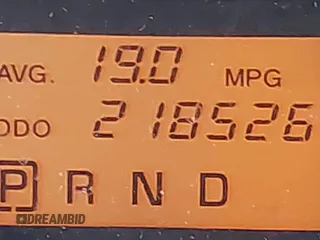 AVG. 19.0 MPG
ODO 218526
P R N D
DREAMBID